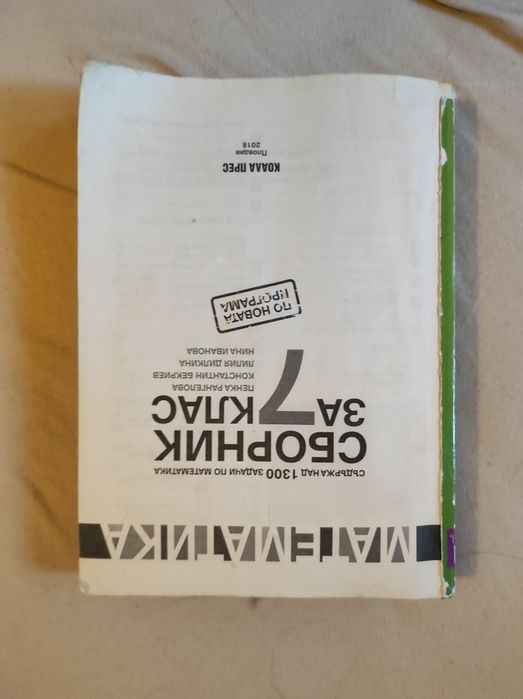 МАТЕМАТИКА
СЪДЪРЖА НАД 1300 ЗАДАЧИ ПО МАТЕМАТИКА
СБОРНИК
ЗА 7 КЛАС
ПЕНКА РАНГЕЛОВА
КОНСТАНТИН БЕКРИЕВ
ЛИЛИЯ ДИЛКИНА
НИНА ИВАНОВА
ПО НОВАТА
ПРОГРАМА
КОАЛА ПРЕС
Пловдив
2018